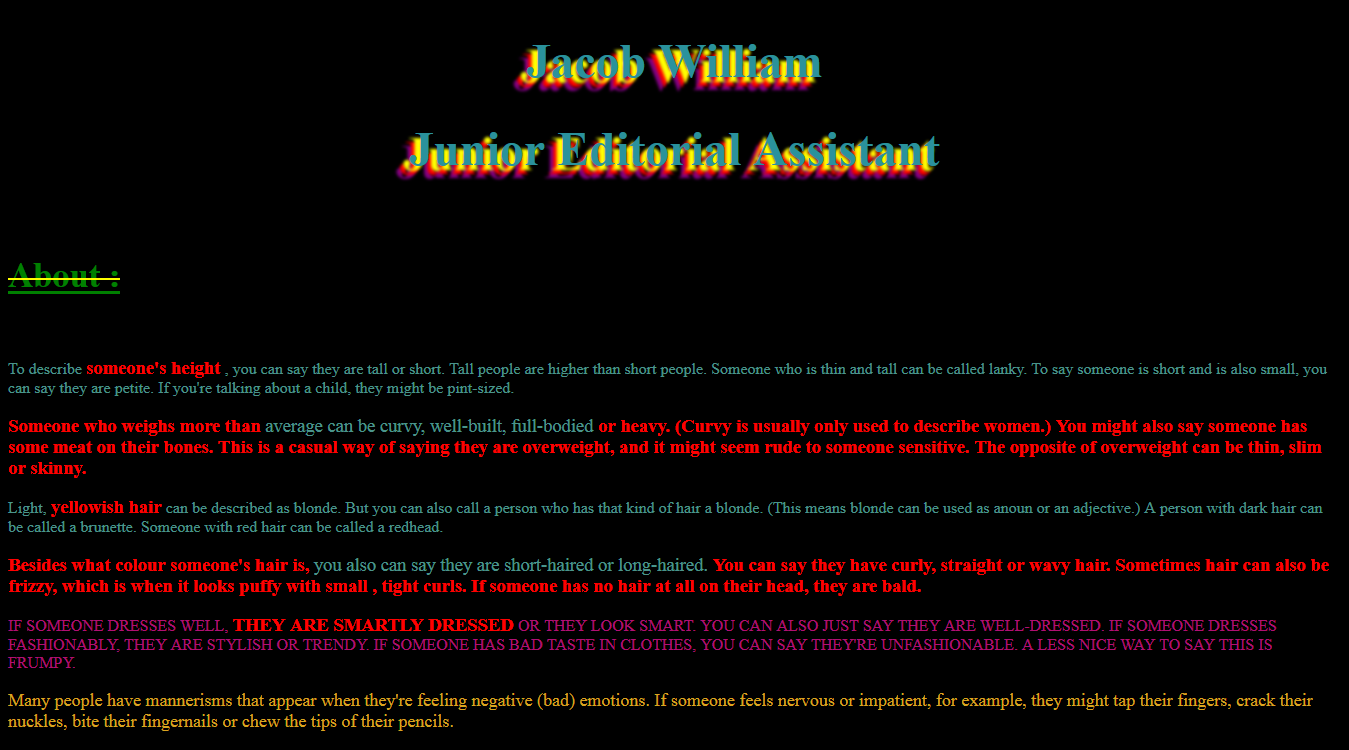 Jacob William
Junior Editorial Assistant
About :
To describe someone's height , you can say they are tall or short. Tall people are higher than short people. Someone who is thin and tall can be called lanky. To say someone is short and is also small, you
can say they are petite. If you're talking about a child, they might be pint-sized.
Someone who weighs more than average can be curvy, well-built, full-bodied or heavy. (Curvy is usually only used to describe women.) You might also say someone has
some meat on their bones. This is a casual way of saying they are overweight, and it might seem rude to someone sensitive. The opposite of overweight can be thin, slim
or skinny.
Light, yellowish hair can be described as blonde. But you can also call a person who has that kind of hair a blonde. (This means blonde can be used as anoun or an adjective.) A person with dark hair can
be called a brunette. Someone with red hair can be called a redhead.
Besides what colour someone's hair is, you also can say they are short-haired or long-haired. You can say they have curly, straight or wavy hair. Sometimes hair can also be
frizzy, which is when it looks puffy with small , tight curls. If someone has no hair at all on their head, they are bald.
IF SOMEONE DRESSES WELL, THEY ARE SMARTLY DRESSED OR THEY LOOK SMART. YOU CAN ALSO JUST SAY THEY ARE WELL-DRESSED. IF SOMEONE DRESSES
FASHIONABLY, THEY ARE STYLISH OR TRENDY. IF SOMEONE HAS BAD TASTE IN CLOTHES, YOU CAN SAY THEY'RE UNFASHIONABLE. A LESS NICE WAY TO SAY THIS IS
FRUMPY.
Many people have mannerisms that appear when they're feeling negative (bad) emotions. If someone feels nervous or impatient, for example, they might tap their fingers, crack their
nuckles, bite their fingernails or chew the tips of their pencils.